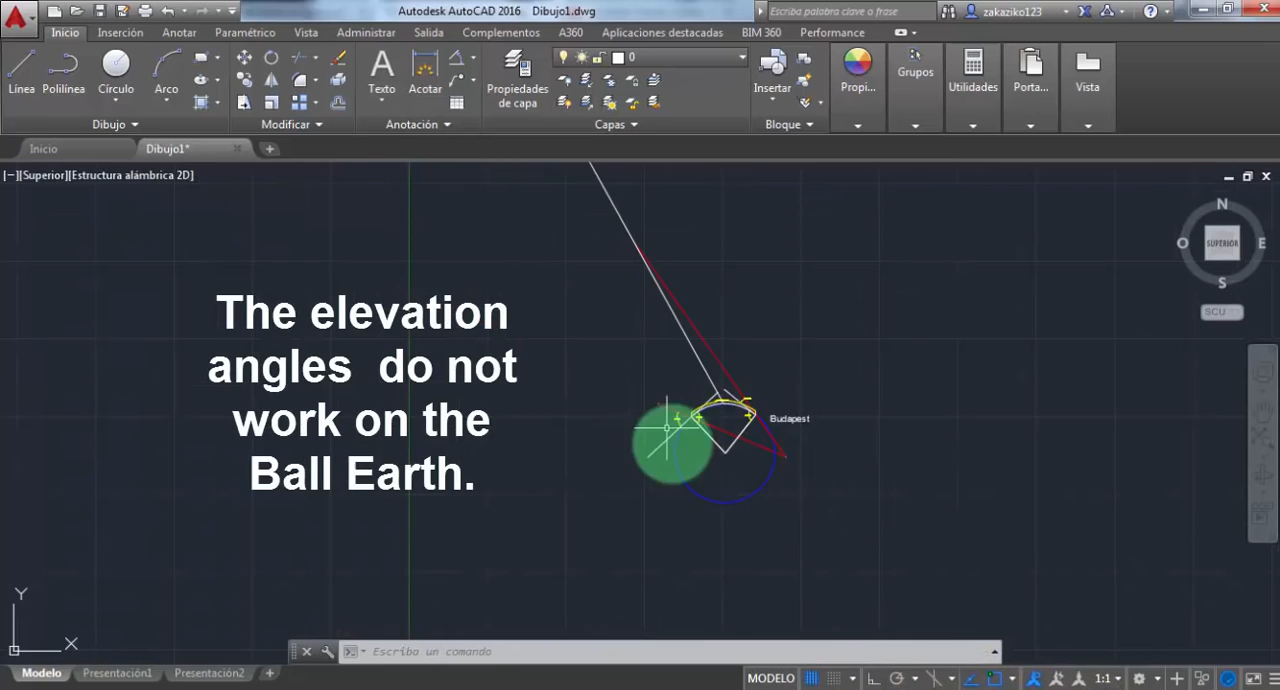 Autodesk AutoCAD 2016 Dibujo1.dwg
Escriba palabra clave o frase
zakaziko123
Inicio Inserción Anotar Paramétrico Vista Administrar Salida Complementos A360 Aplicaciones destacadas BIM 360 Performance
0
Línea Polilínea Círculo Arco Texto Acotar Propiedades de capa Insertar Propi... Grupos Utilidades Porta... Vista
Dibujo Modificar Anotación Capas Bloque
Inicio Dibujo1*
[−][Superior][Estructura alámbrica 2D]
N
O SUPERIOR E
S
SCU
The elevation
angles do not
work on the
Ball Earth.
Budapest
Y
X
Escriba un comando
Modelo Presentación1 Presentación2
MODELO 1:1